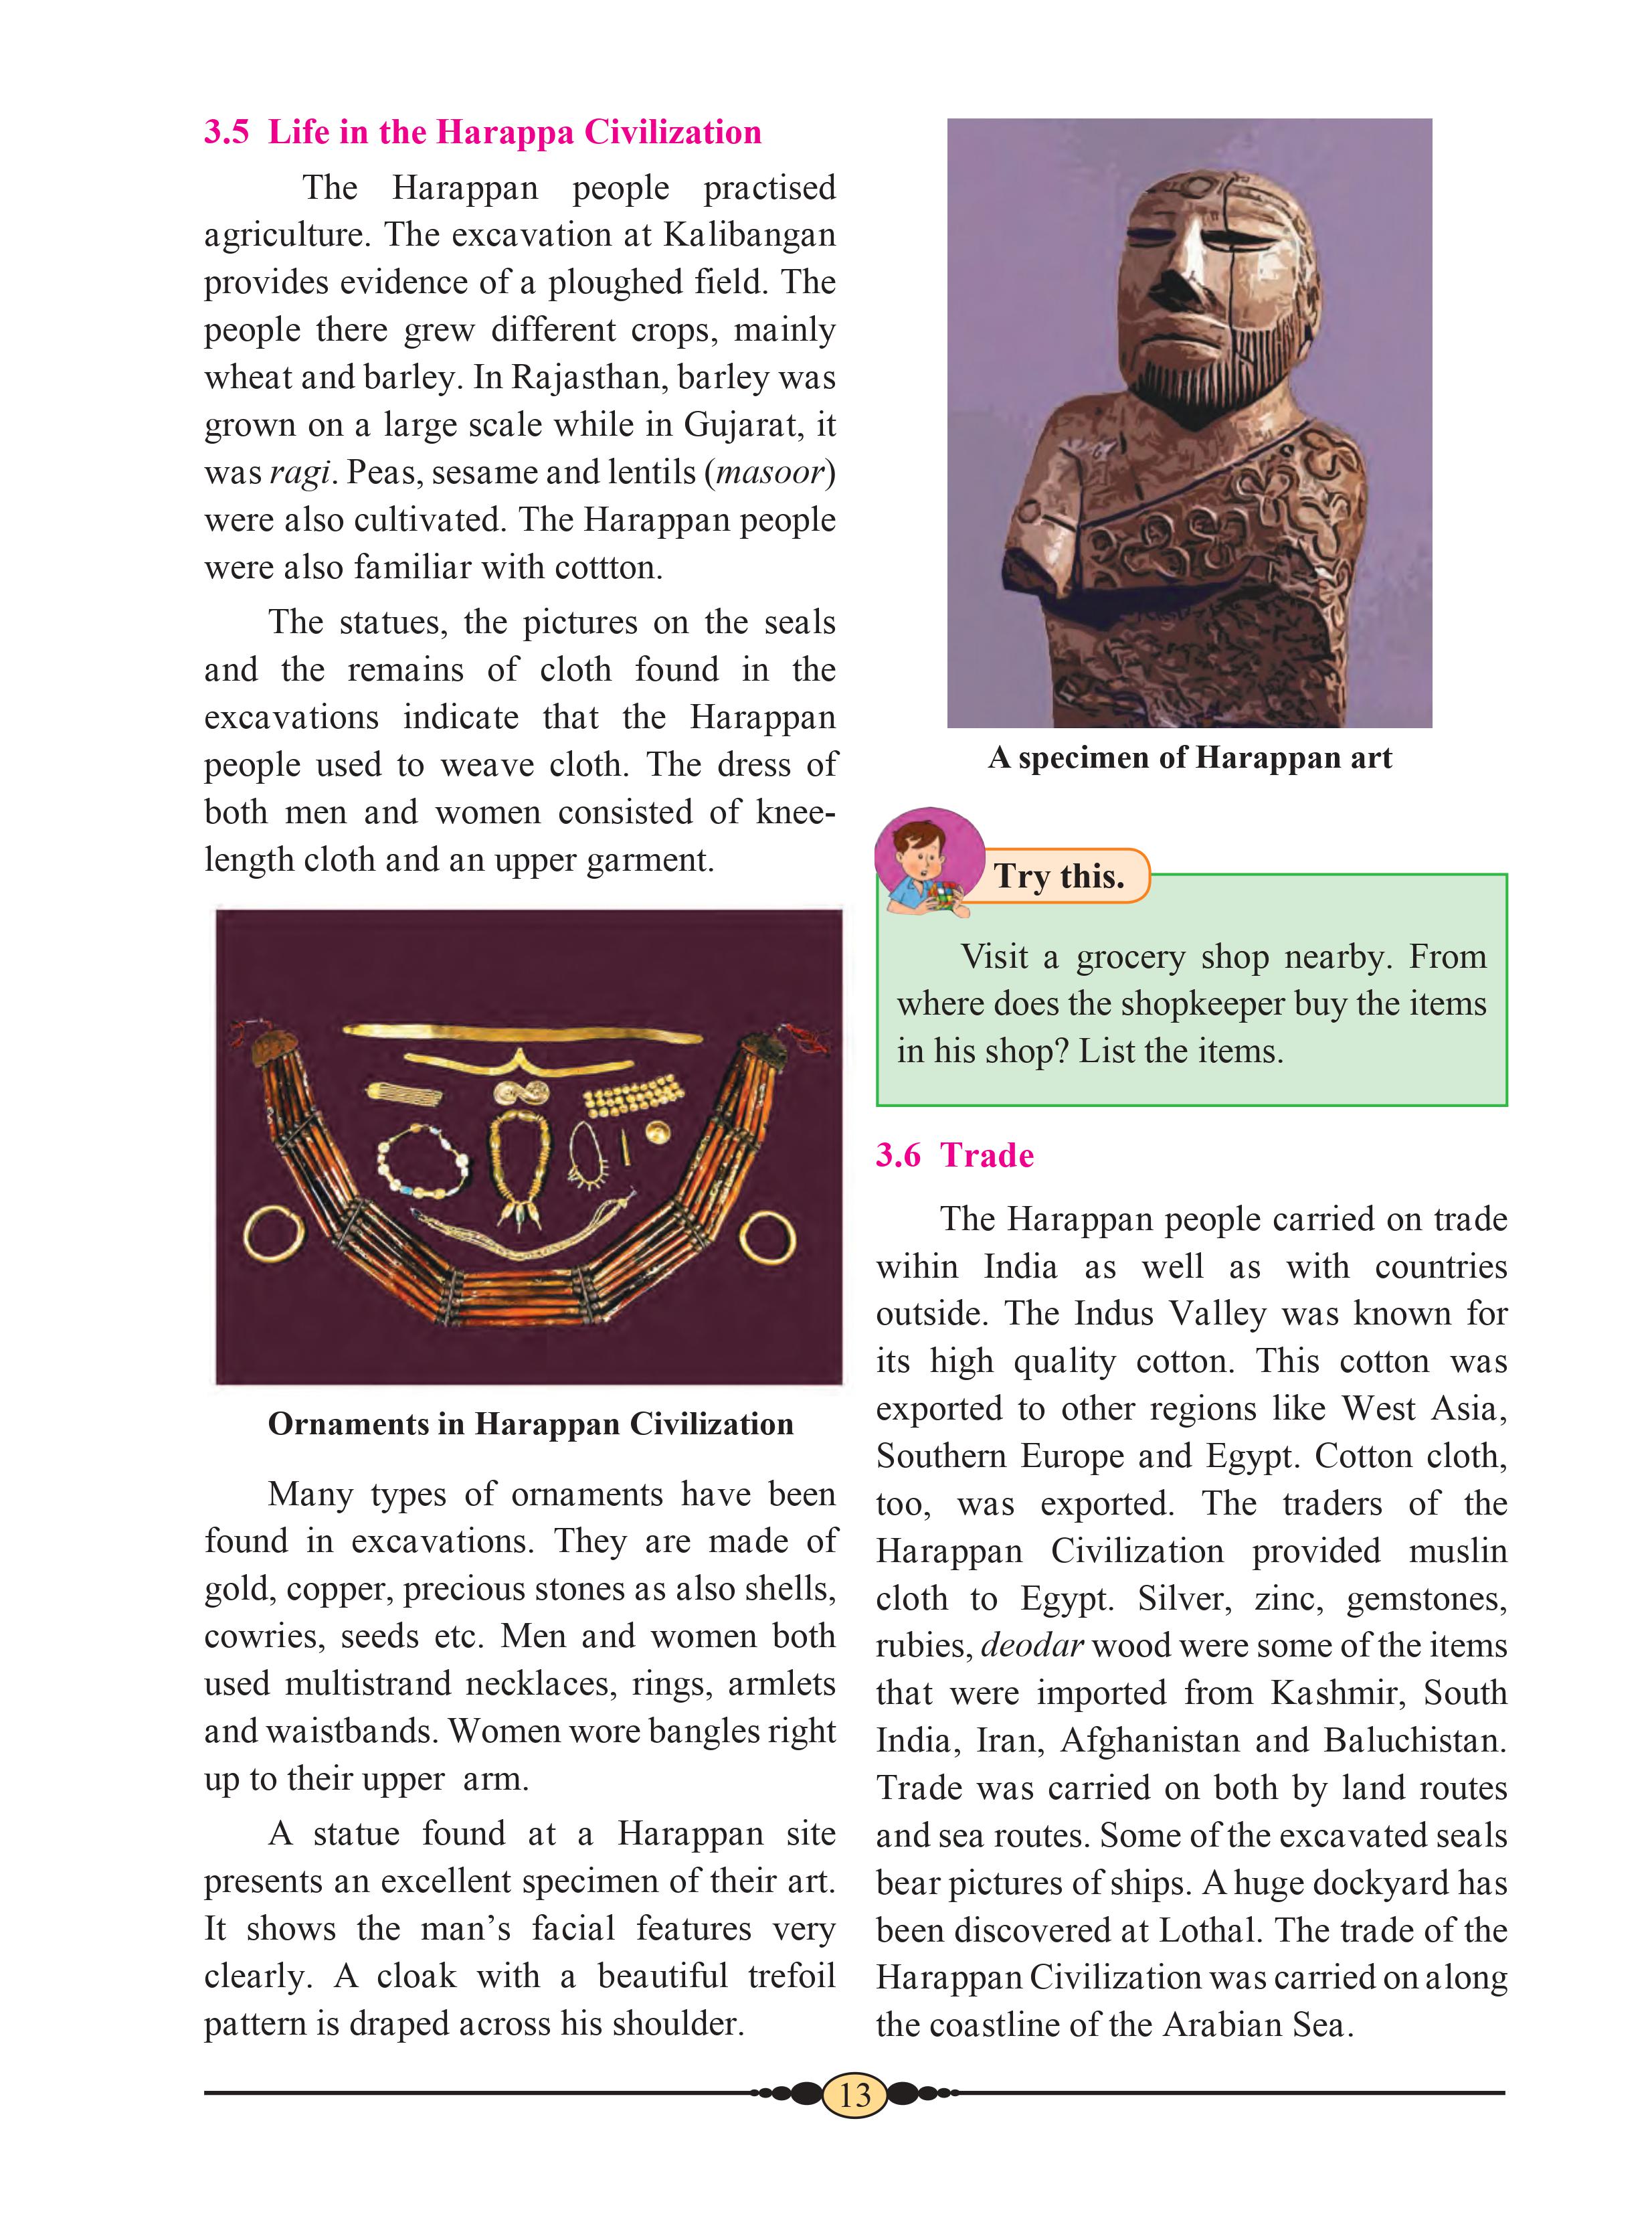 3.5 Life in the Harappa Civilization
The Harappan people practised
agriculture. The excavation at Kalibangan
provides evidence of a ploughed field. The
people there grew different crops, mainly
wheat and barley. In Rajasthan, barley was
grown on a large scale while in Gujarat, it
was ragi. Peas, sesame and lentils (masoor)
were also cultivated. The Harappan people
were also familiar with cottton.
The statues, the pictures on the seals
and the remains of cloth found in the
excavations indicate that the Harappan
people used to weave cloth. The dress of
both men and women consisted of knee-
length cloth and an upper garment.
Ornaments in Harappan Civilization
Many types of ornaments have been
found in excavations. They are made of
gold, copper, precious stones as also shells,
cowries, seeds etc. Men and women both
used multistrand necklaces, rings, armlets
and waistbands. Women wore bangles right
up to their upper arm.
A statue found at a Harappan site
presents an excellent specimen of their art.
It shows the man’s facial features very
clearly. A cloak with a beautiful trefoil
pattern is draped across his shoulder.
A specimen of Harappan art
Try this.
Visit a grocery shop nearby. From
where does the shopkeeper buy the items
in his shop? List the items.
3.6 Trade
The Harappan people carried on trade
wihin India as well as with countries
outside. The Indus Valley was known for
its high quality cotton. This cotton was
exported to other regions like West Asia,
Southern Europe and Egypt. Cotton cloth,
too, was exported. The traders of the
Harappan Civilization provided muslin
cloth to Egypt. Silver, zinc, gemstones,
rubies, deodar wood were some of the items
that were imported from Kashmir, South
India, Iran, Afghanistan and Baluchistan.
Trade was carried on both by land routes
and sea routes. Some of the excavated seals
bear pictures of ships. A huge dockyard has
been discovered at Lothal. The trade of the
Harappan Civilization was carried on along
the coastline of the Arabian Sea.
13